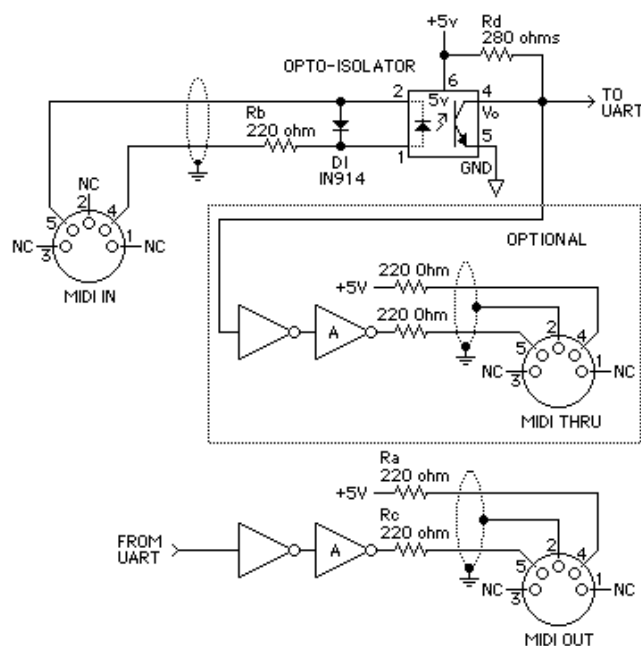 +5v
Rd
280 ohms
OPTO-ISOLATOR
6
2
5v
4
Vo
TO
UART
Rb
220 ohm
1
5
GND
DI
IN914
NC
2
5
4
NC
3
1
NC
MIDI IN
OPTIONAL
220 Ohm
+5V
220 Ohm
A
2
5
4
NC
3
1
NC
MIDI THRU
Ra
220 ohm
+5V
Rc
220 ohm
FROM
UART
A
2
5
4
NC
3
1
NC
MIDI OUT